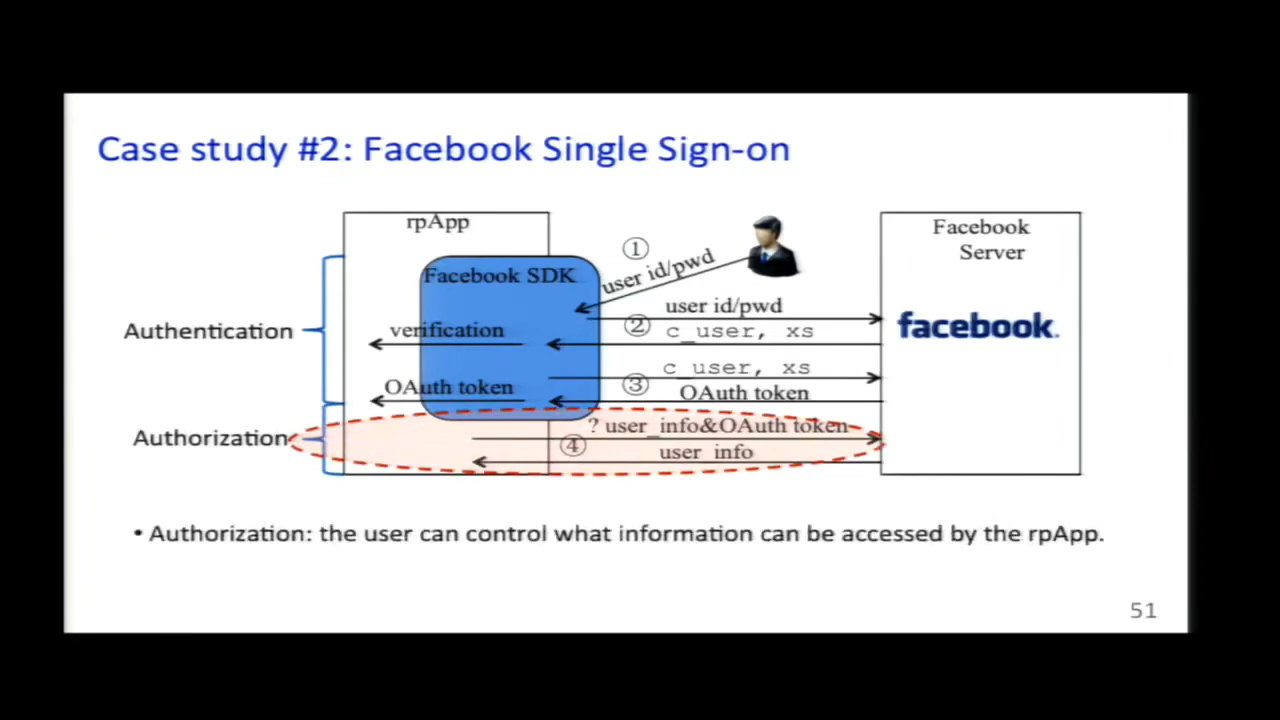 Case study #2: Facebook Single Sign-on
rpApp
Facebook
Server
①
Facebook SDK
user id/pwd
user id/pwd
facebook.
Authentication
verification
②
c_user, xs
c_user, xs
③
OAuth token
OAuth token
Authorization
? user_info&OAuth token
④
user_info
• Authorization: the user can control what information can be accessed by the rpApp.
51